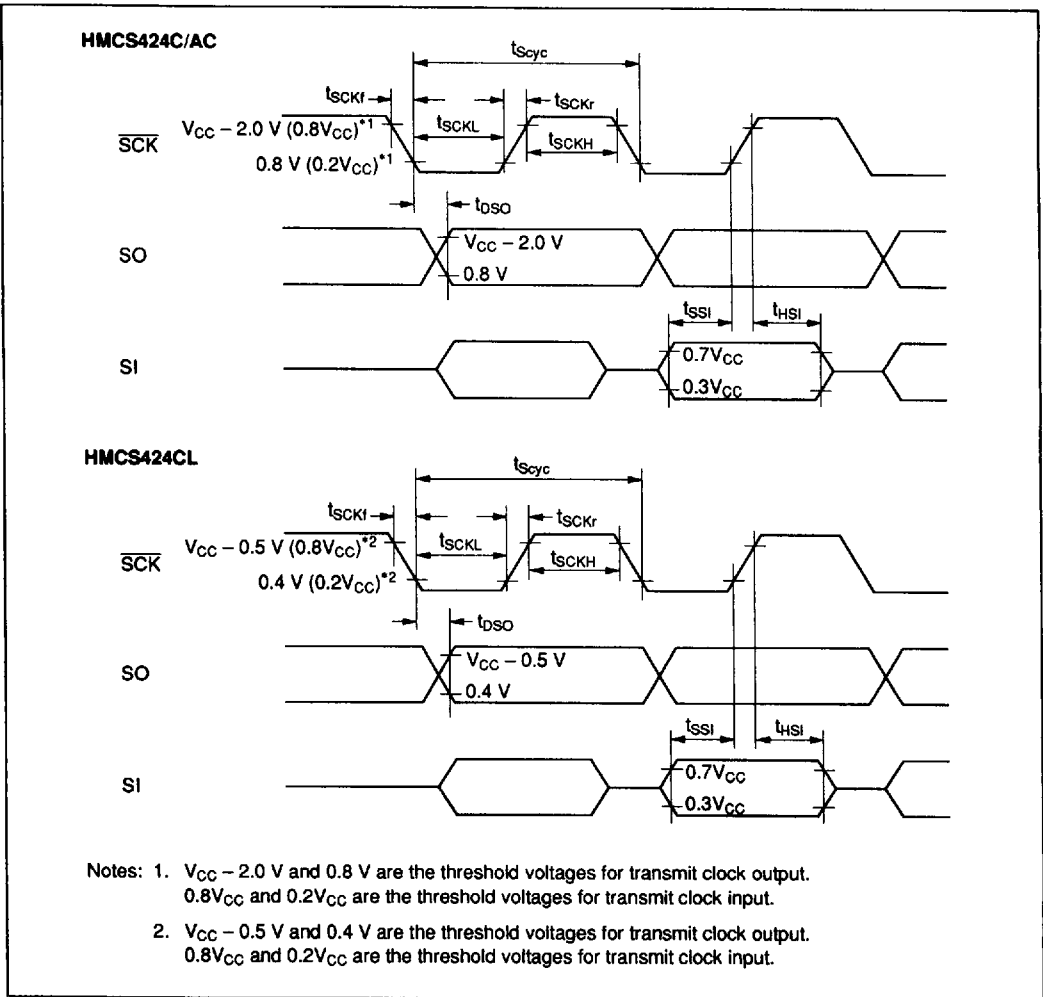 HMCS424C/AC
tScyc
tSCKf
tSCKr
SCK
VCC – 2.0 V (0.8VCC)*1
tSCKL
tSCKH
0.8 V (0.2VCC)*1
tDSO
SO
VCC – 2.0 V
0.8 V
tSSI
tHSI
SI
0.7VCC
0.3VCC
HMCS424CL
tScyc
tSCKf
tSCKr
SCK
VCC – 0.5 V (0.8VCC)*2
tSCKL
tSCKH
0.4 V (0.2VCC)*2
tDSO
SO
VCC – 0.5 V
0.4 V
tSSI
tHSI
SI
0.7VCC
0.3VCC
Notes: 1. VCC – 2.0 V and 0.8 V are the threshold voltages for transmit clock output.
0.8VCC and 0.2VCC are the threshold voltages for transmit clock input.
2. VCC – 0.5 V and 0.4 V are the threshold voltages for transmit clock output.
0.8VCC and 0.2VCC are the threshold voltages for transmit clock input.